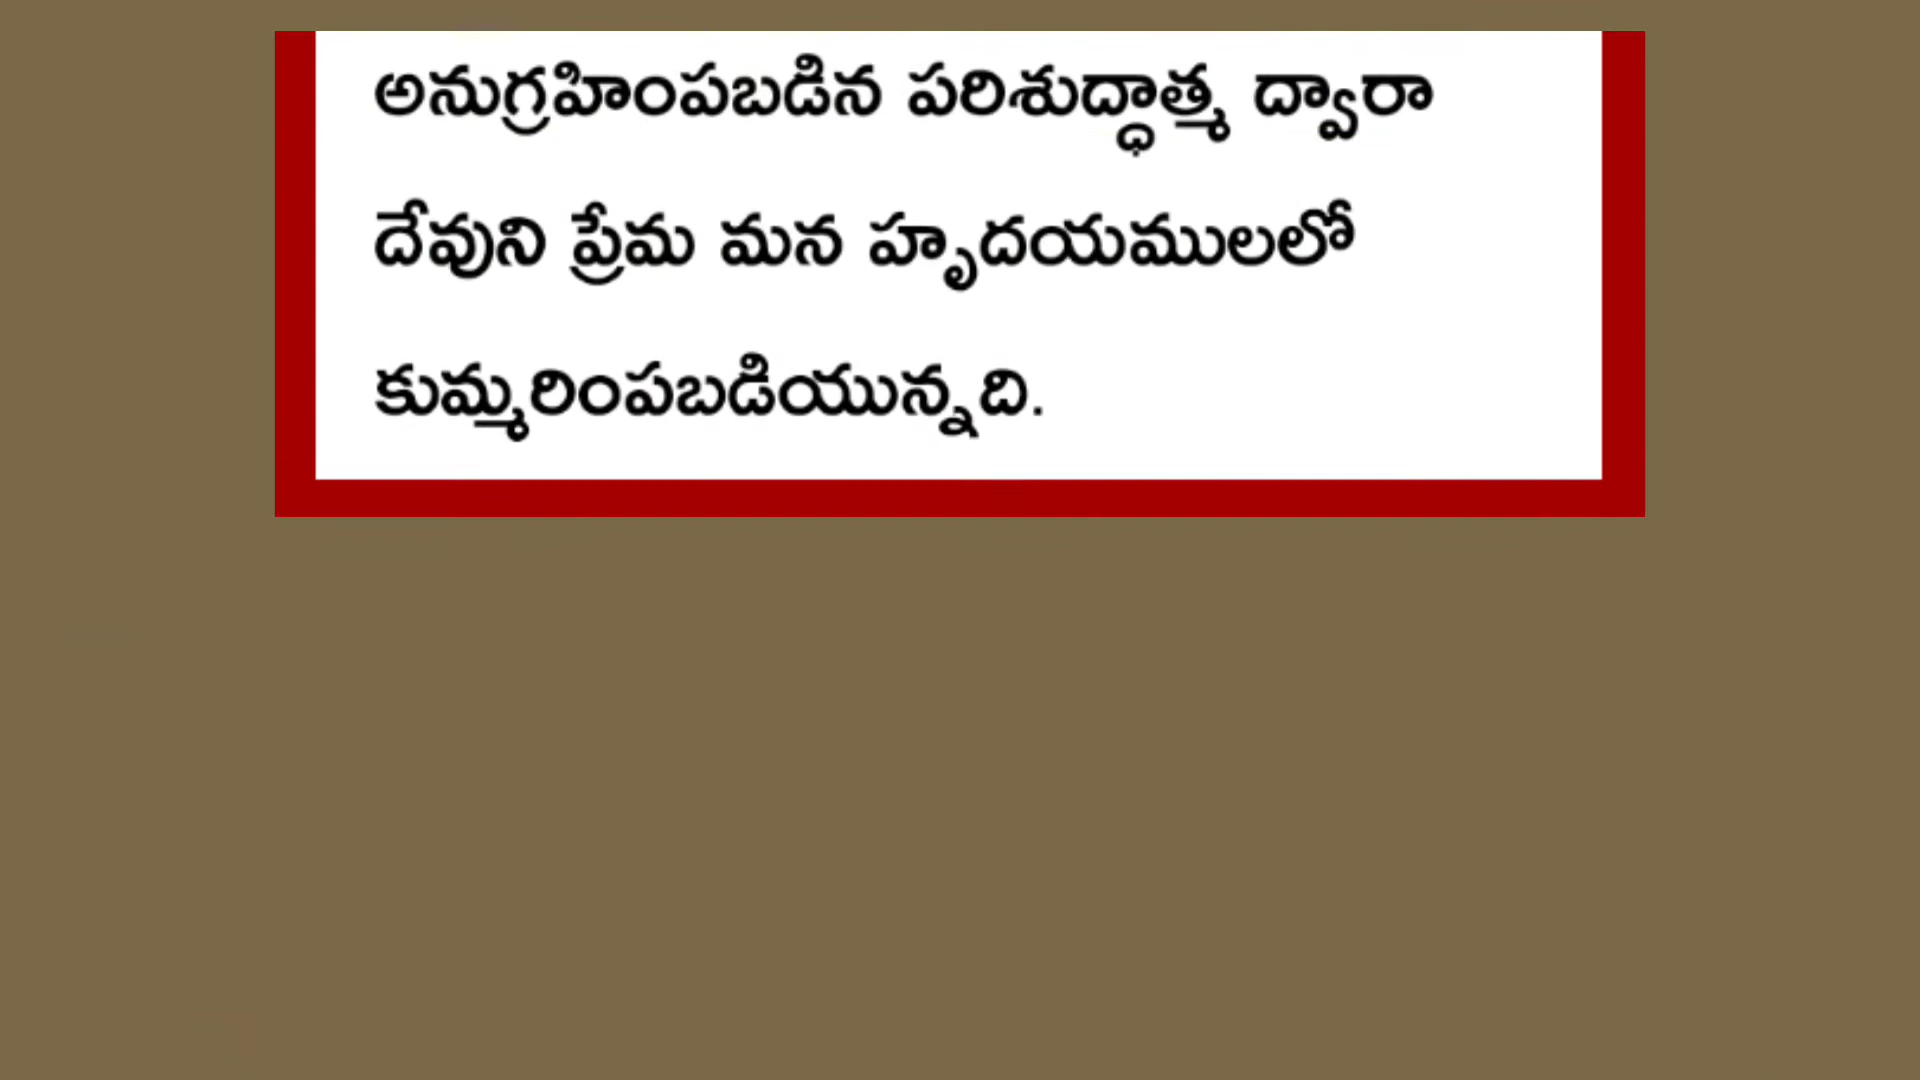 అనుగ్రహింపబడిన పరిశుద్ధాత్మ ద్వారా
దేవుని ప్రేమ మన హృదయములలో
కుమ్మరింపబడియున్నది.